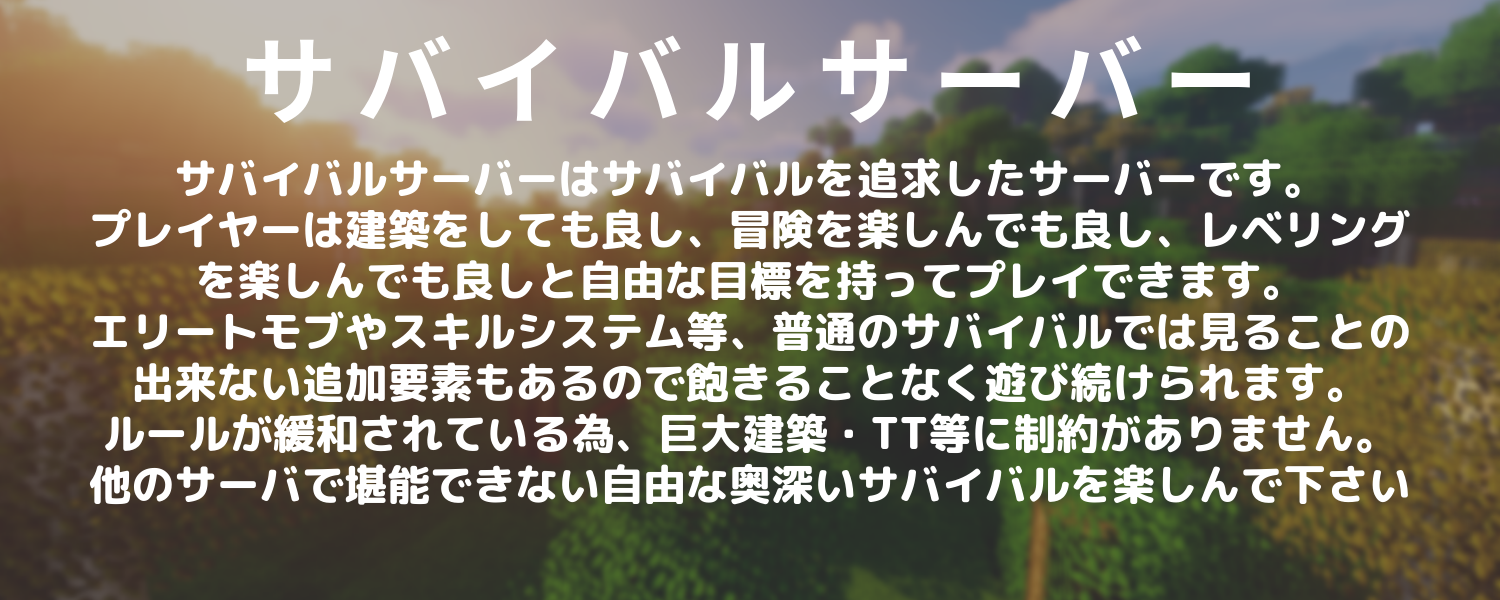 サバイバルサーバー
サバイバルサーバーはサバイバルを追求したサーバーです。
プレイヤーは建築をしても良し、冒険を楽しんでも良し、レベリング
を楽しんでも良しと自由な目標を持ってプレイできます。
エリートモブやスキルシステム等、普通のサバイバルでは見ることの
出来ない追加要素もあるので飽きることなく遊び続けられます。
ルールが緩和されている為、巨大建築・TT等に制約がありません。
他のサーバで堪能できない自由な奥深いサバイバルを楽しんで下さい